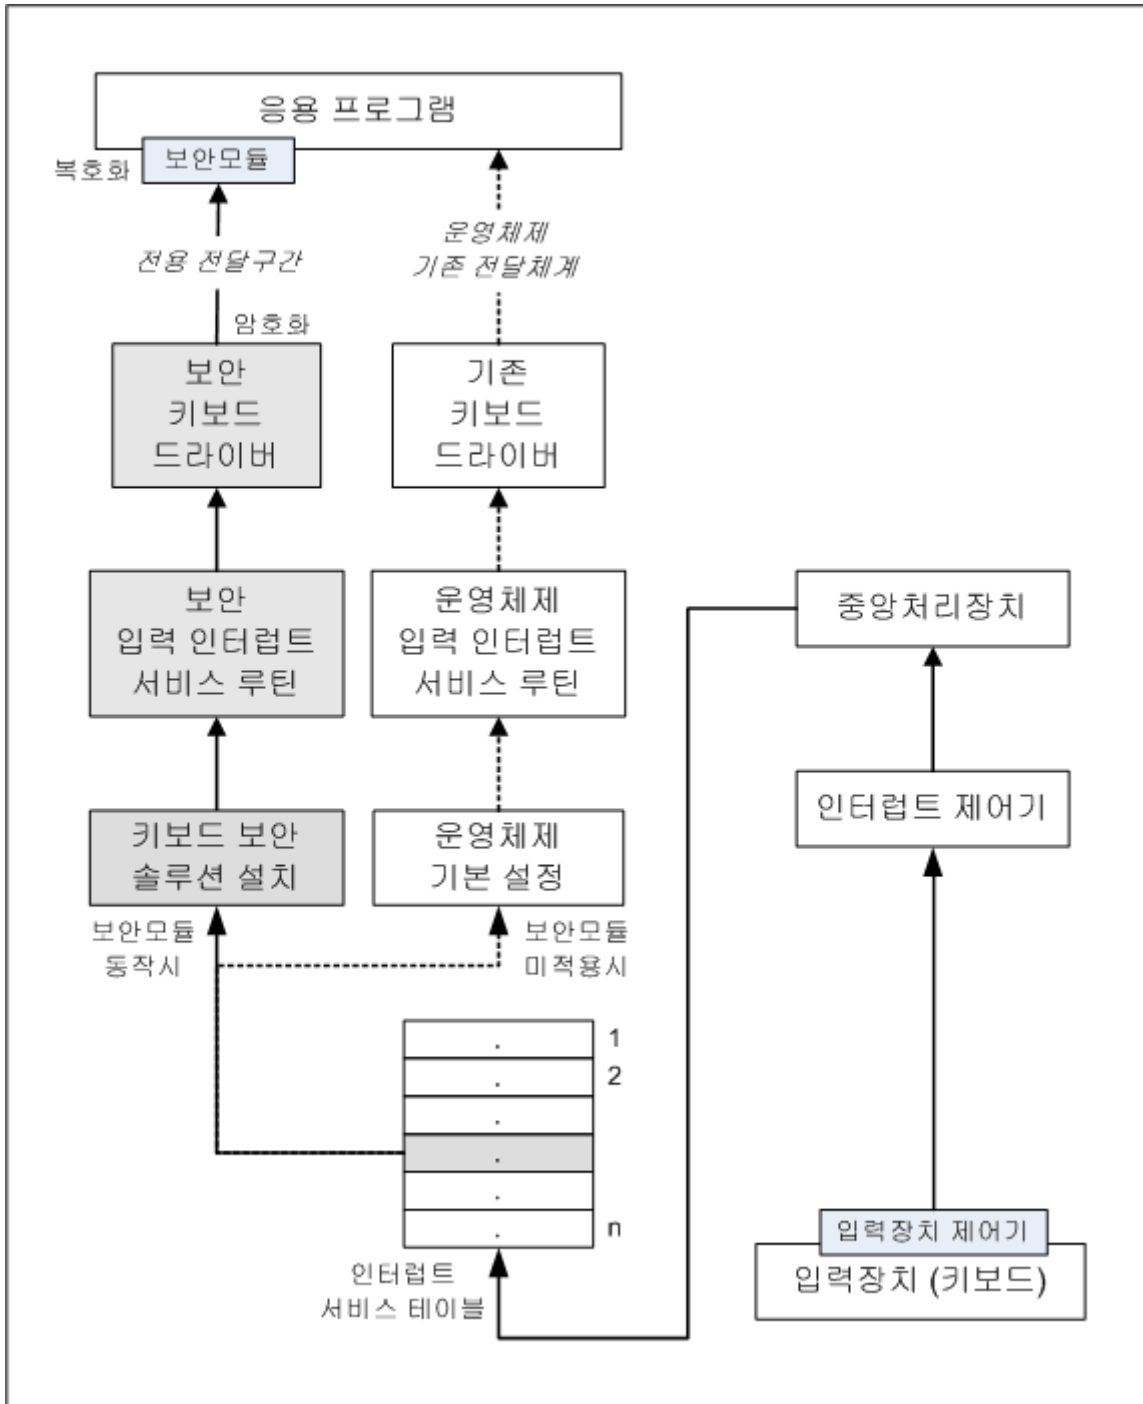 응용 프로그램
보안모듈
복호화
전용 전달구간
암호화
운영체제
기존 전달체계
보안
키보드
드라이버
기존
키보드
드라이버
보안
입력 인터럽트
서비스 루틴
운영체제
입력 인터럽트
서비스 루틴
중앙처리장치
인터럽트 제어기
키보드 보안
솔루션 설치
운영체제
기본 설정
보안모듈
동작시
보안모듈
미적용시
.
1
.
2
.
.
.
.
n
인터럽트
서비스 테이블
입력장치 제어기
입력장치 (키보드)